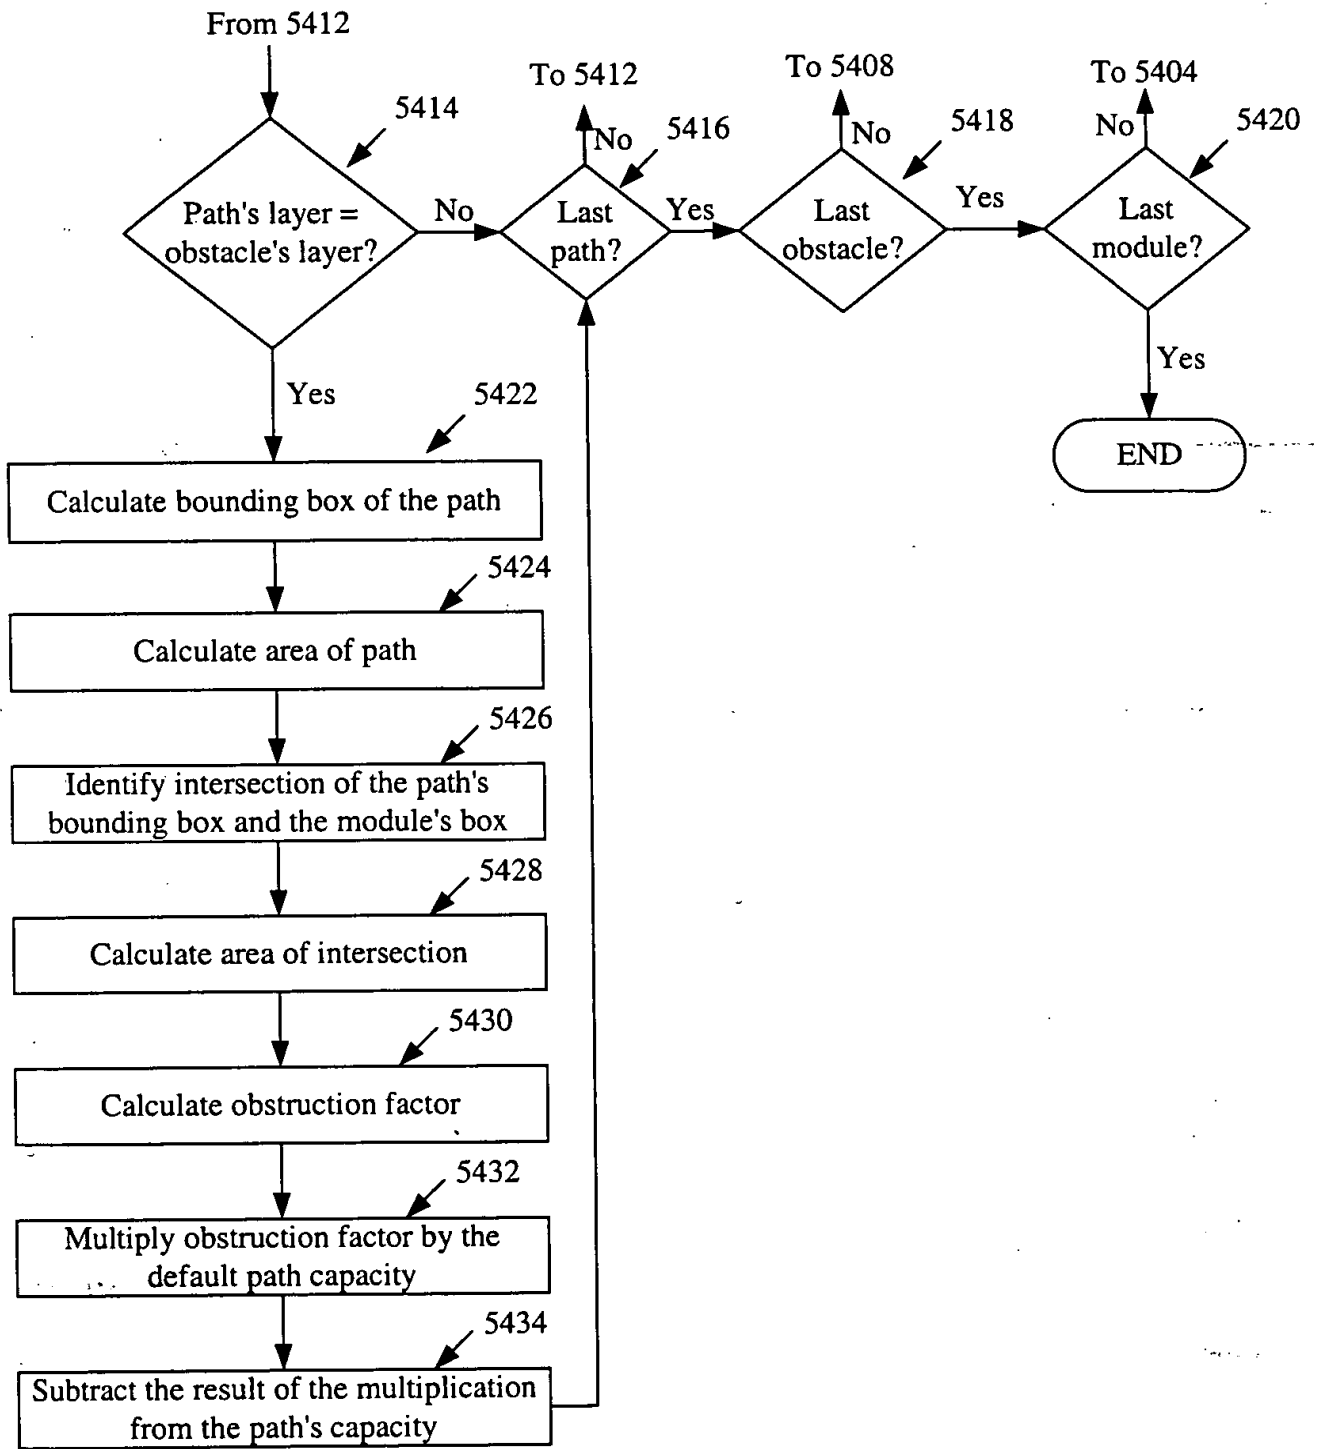 From 5412
To 5412
To 5408
To 5404
5414
5416
5418
5420
No
No
No
Path's layer =
obstacle's layer?
No
Last
path?
Yes
Last
obstacle?
Yes
Last
module?
Yes
Yes
END
5422
Calculate bounding box of the path
5424
Calculate area of path
5426
Identify intersection of the path's
bounding box and the module's box
5428
Calculate area of intersection
5430
Calculate obstruction factor
5432
Multiply obstruction factor by the
default path capacity
5434
Subtract the result of the multiplication
from the path's capacity